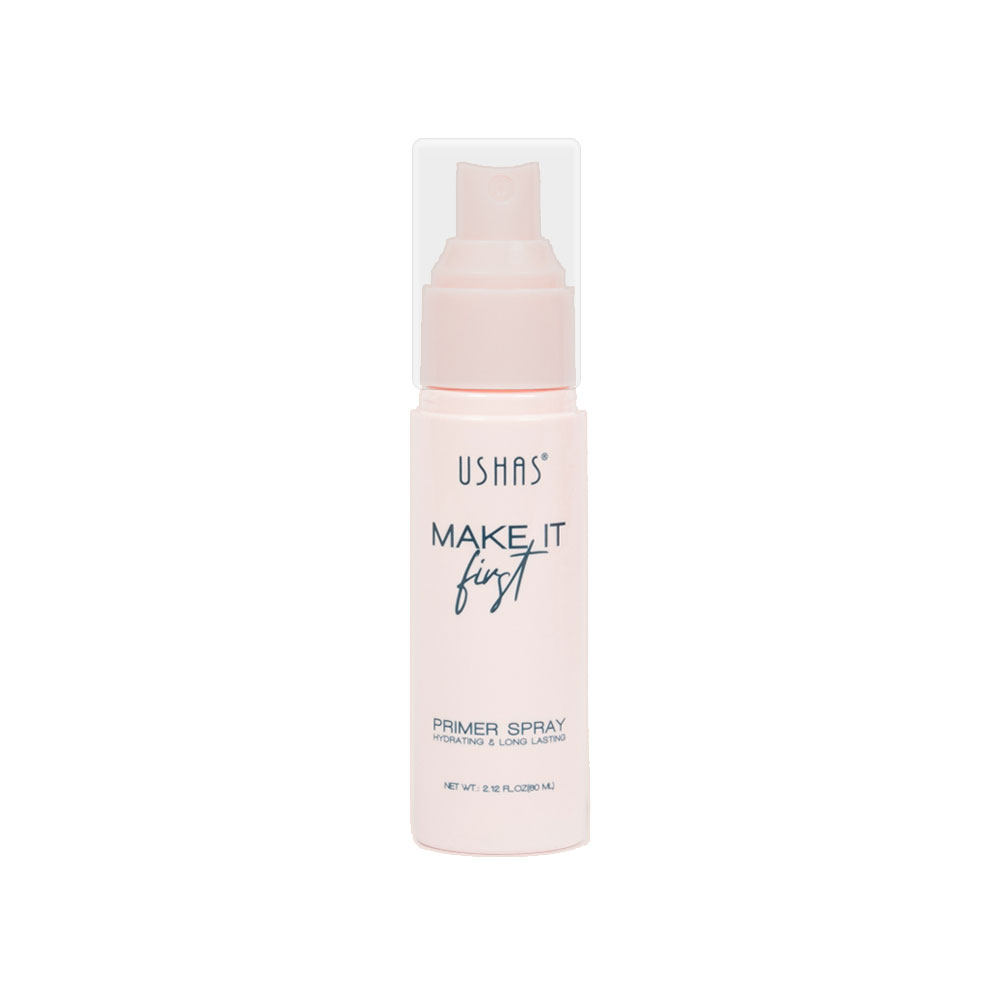 USHAS®
MAKE IT
first
PRIMER SPRAY
HYDRATING & LONG LASTING
NET WT.: 2.12 FL.OZ(60 ML)